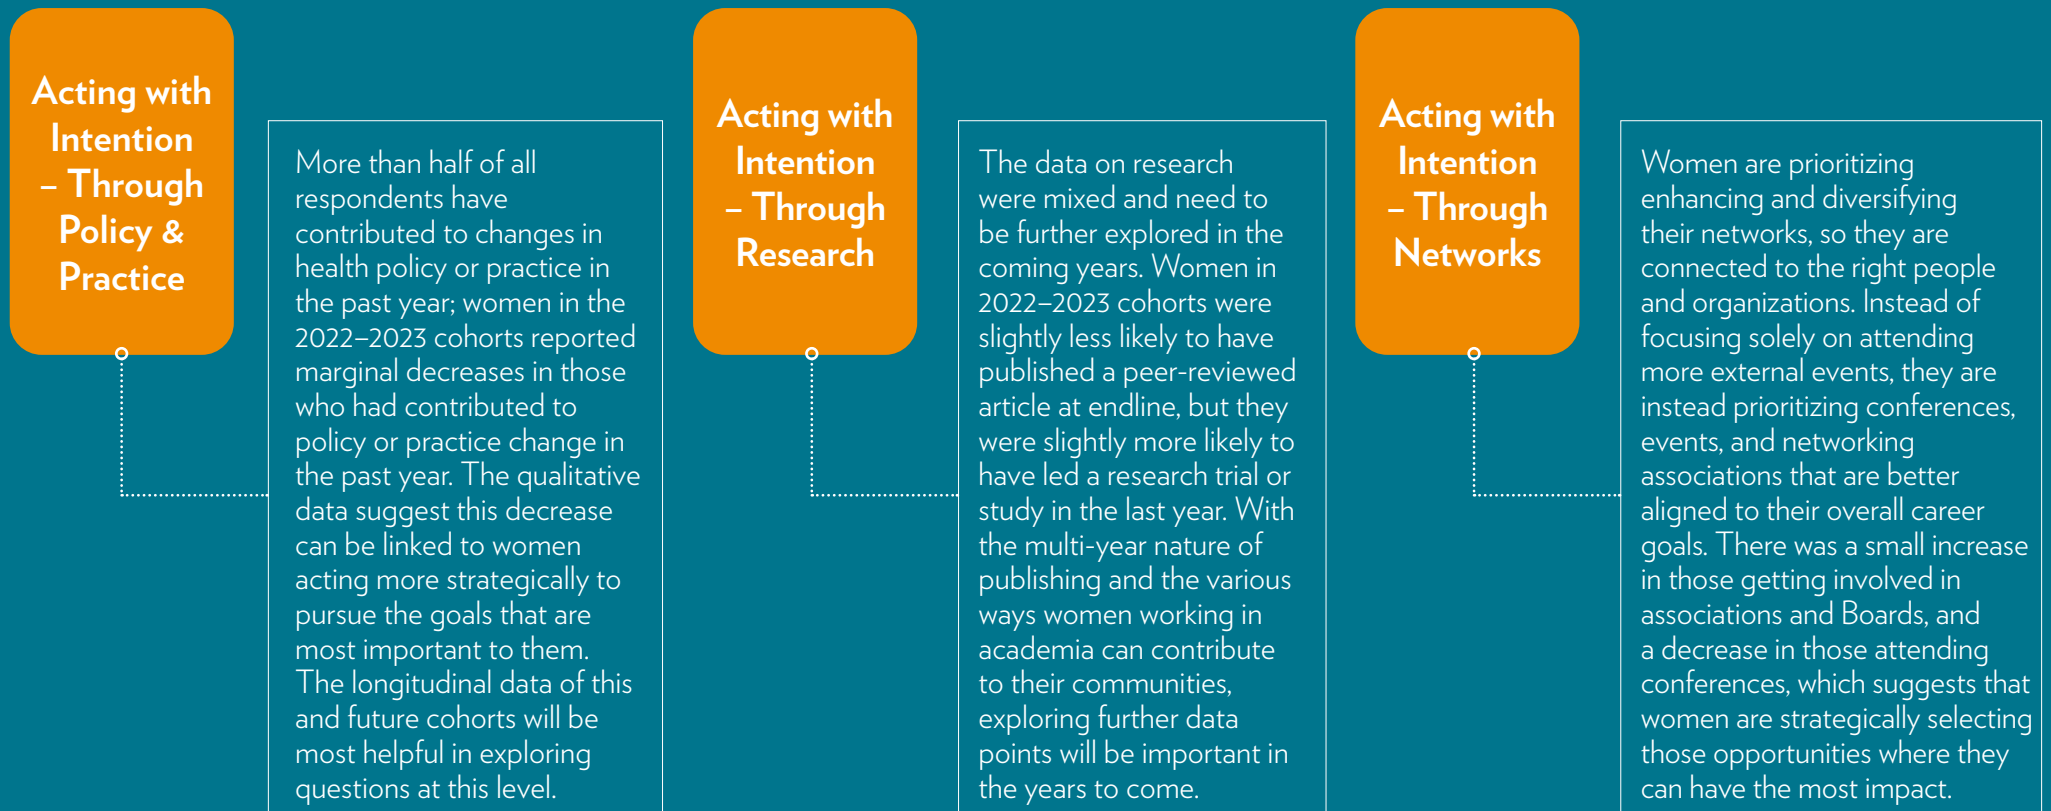 Acting with
Intention
– Through
Policy &
Practice
More than half of all
respondents have
contributed to changes in
health policy or practice in
the past year; women in the
2022–2023 cohorts reported
marginal decreases in those
who had contributed to
policy or practice change in
the past year. The qualitative
data suggest this decrease
can be linked to women
acting more strategically to
pursue the goals that are
most important to them.
The longitudinal data of this
and future cohorts will be
most helpful in exploring
questions at this level.
Acting with
Intention
– Through
Research
The data on research
were mixed and need to
be further explored in the
coming years. Women in
2022–2023 cohorts were
slightly less likely to have
published a peer-reviewed
article at endline, but they
were slightly more likely to
have led a research trial or
study in the last year. With
the multi-year nature of
publishing and the various
ways women working in
academia can contribute
to their communities,
exploring further data
points will be important in
the years to come.
Acting with
Intention
– Through
Networks
Women are prioritizing
enhancing and diversifying
their networks, so they are
connected to the right people
and organizations. Instead of
focusing solely on attending
more external events, they are
instead prioritizing conferences,
events, and networking
associations that are better
aligned to their overall career
goals. There was a small increase
in those getting involved in
associations and Boards, and
a decrease in those attending
conferences, which suggests that
women are strategically selecting
those opportunities where they
can have the most impact.